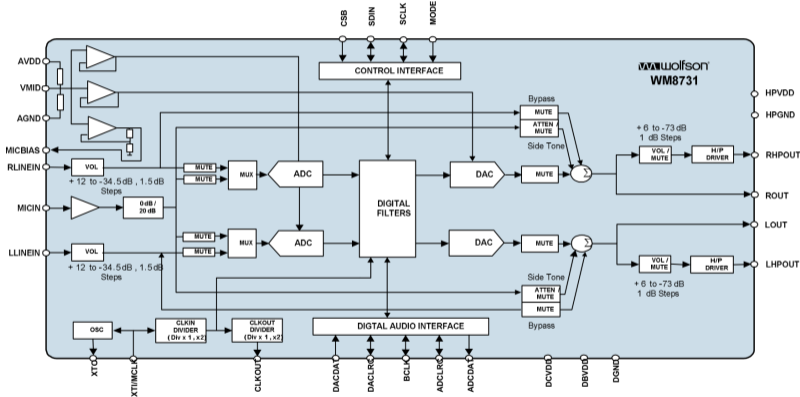 CSB
SDIN
SCLK
MODE
AVDD
VMID
AGND
MICBIAS
RLINEIN
MICIN
LLINEIN
CONTROL INTERFACE
wolfson
WM8731
HPVDD
HPGND
RHPOUT
ROUT
LOUT
LHPOUT
Bypass
MUTE
ATTEN /
MUTE
Side Tone
+ 6 to -73 dB
1 dB Steps
VOL /
MUTE
H/P
DRIVER
VOL
+ 12 to -34.5 dB , 1.5 dB
Steps
MUTE
MUTE
MUX
ADC
DIGITAL
FILTERS
DAC
MUTE
Σ
0 dB /
20 dB
MUTE
MUTE
MUX
ADC
DAC
MUTE
Σ
VOL
+ 12 to -34.5 dB , 1.5 dB
Steps
VOL /
MUTE
H/P
DRIVER
+ 6 to -73 dB
1 dB Steps
Side Tone
ATTEN /
MUTE
MUTE
Bypass
OSC
CLKIN
DIVIDER
(Div x 1, x2)
CLKOUT
DIVIDER
(Div x 1, x2)
DIGTAL AUDIO INTERFACE
XTO
XTI/MCLK
CLKOUT
DACDAT
DACLRC
BCLK
ADCLRC
ADCDAT
DCVDD
DBVDD
DGND